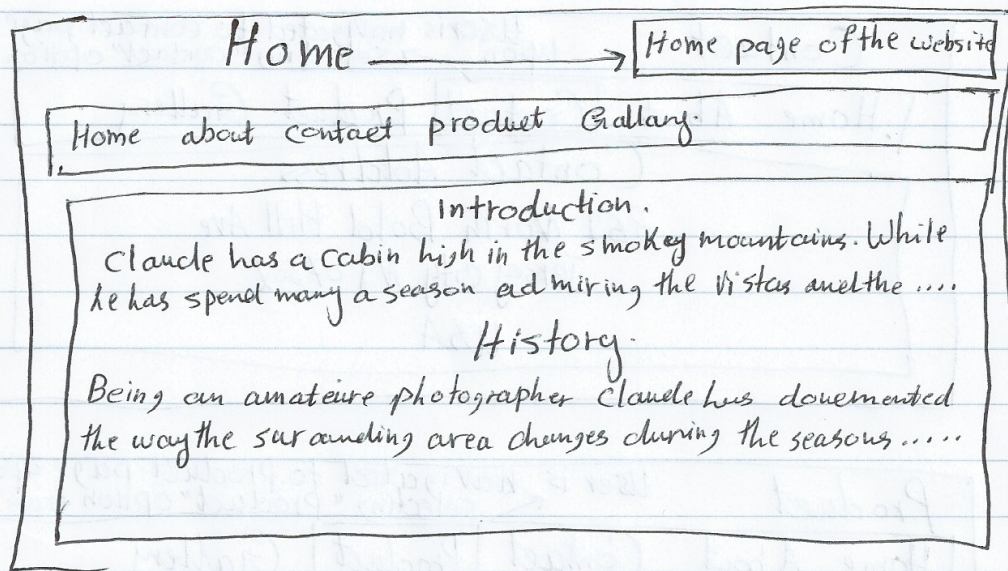 Home
Home page of the website
Home about contact product Gallary.
Introduction.
Claude has a cabin high in the smokey mountains. While
he has spend many a season admiring the vistas and the ....
History.
Being an amateure photographer Claude has douemented
the way the surounding area changes during the seasons .....